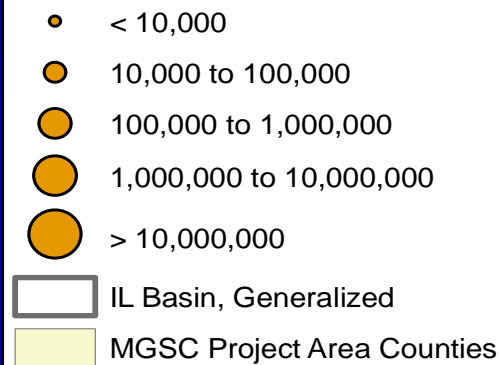 < 10,000
10,000 to 100,000
100,000 to 1,000,000
1,000,000 to 10,000,000
> 10,000,000
IL Basin, Generalized
MGSC Project Area Counties